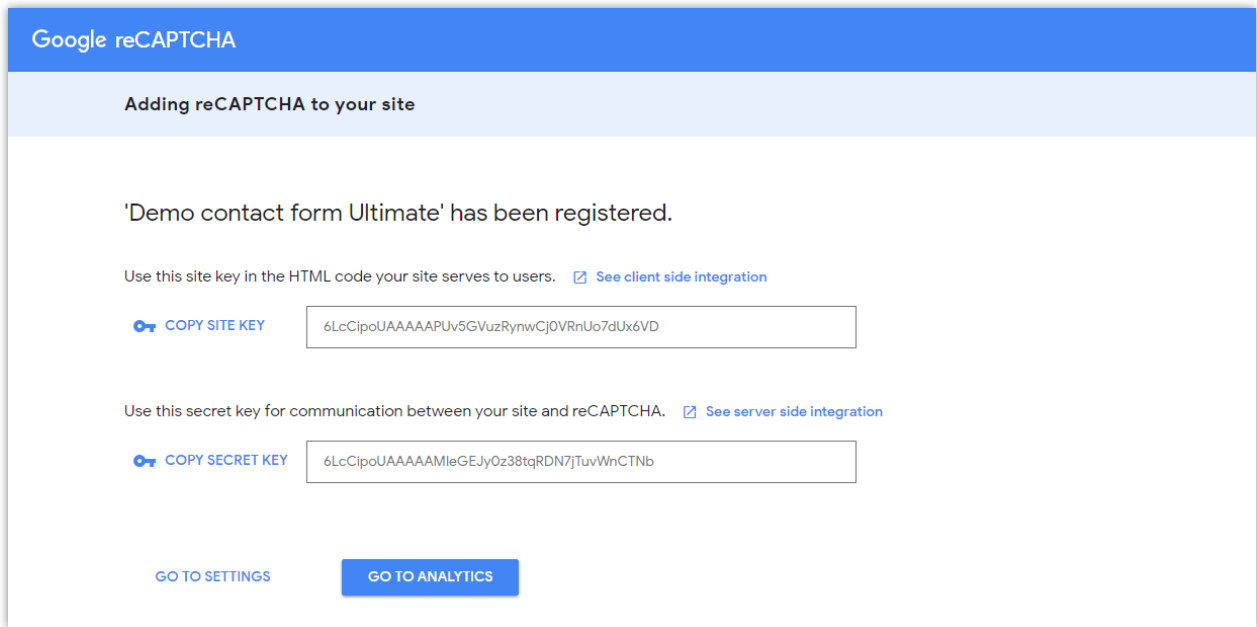 Google reCAPTCHA
Adding reCAPTCHA to your site
'Demo contact form Ultimate' has been registered.
Use this site key in the HTML code your site serves to users. See client side integration
COPY SITE KEY 6LcCipoUAAAAAPUv5GVuzRynwCj0VRnUo7dUx6VD
Use this secret key for communication between your site and reCAPTCHA. See server side integration
COPY SECRET KEY 6LcCipoUAAAAAMIeGEJy0z38tqRDN7jTuvWnCTNb
GO TO SETTINGS GO TO ANALYTICS